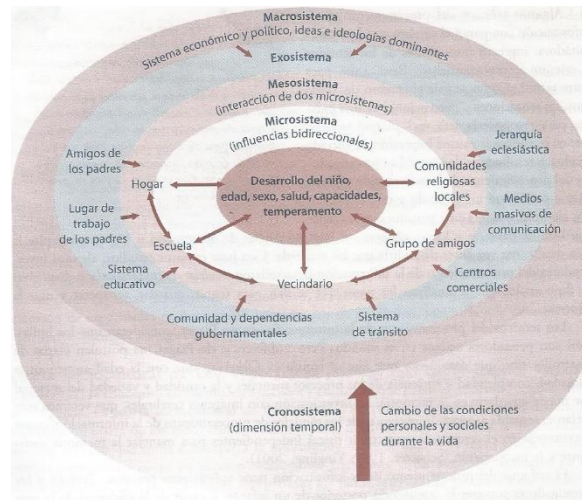 Macrosistema
Sistema económico y político, ideas e ideologías dominantes
Exosistema
Mesosistema
(interacción de dos microsistemas)
Microsistema
(influencias bidireccionales)
Jerarquía
eclesiástica
Amigos de
los padres
Hogar
Desarrollo del niño,
edad, sexo, salud, capacidades,
temperamento
Comunidades
religiosas
locales
Lugar de
trabajo
de los padres
Medios
masivos de
comunicación
Escuela
Grupo de amigos
Sistema
educativo
Vecindario
Centros
comerciales
Comunidad y dependencias
gubernamentales
Sistema
de tránsito
Cronosistema
(dimensión temporal)
Cambio de las condiciones
personales y sociales
durante la vida